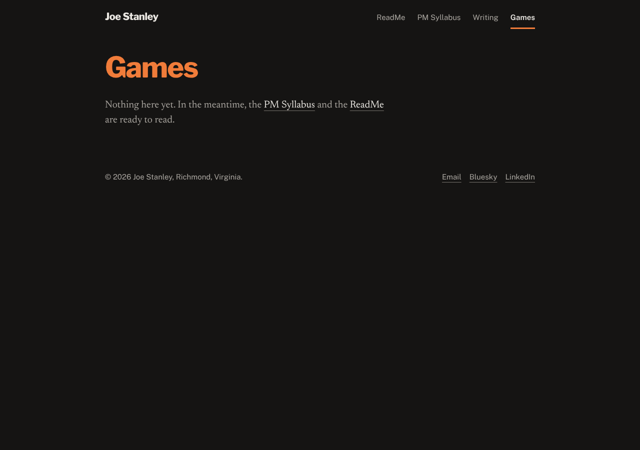 Joe Stanley
ReadMe PM Syllabus Writing Games
Games
Nothing here yet. In the meantime, the PM Syllabus and the ReadMe
are ready to read.
© 2026 Joe Stanley, Richmond, Virginia.
Email Bluesky LinkedIn